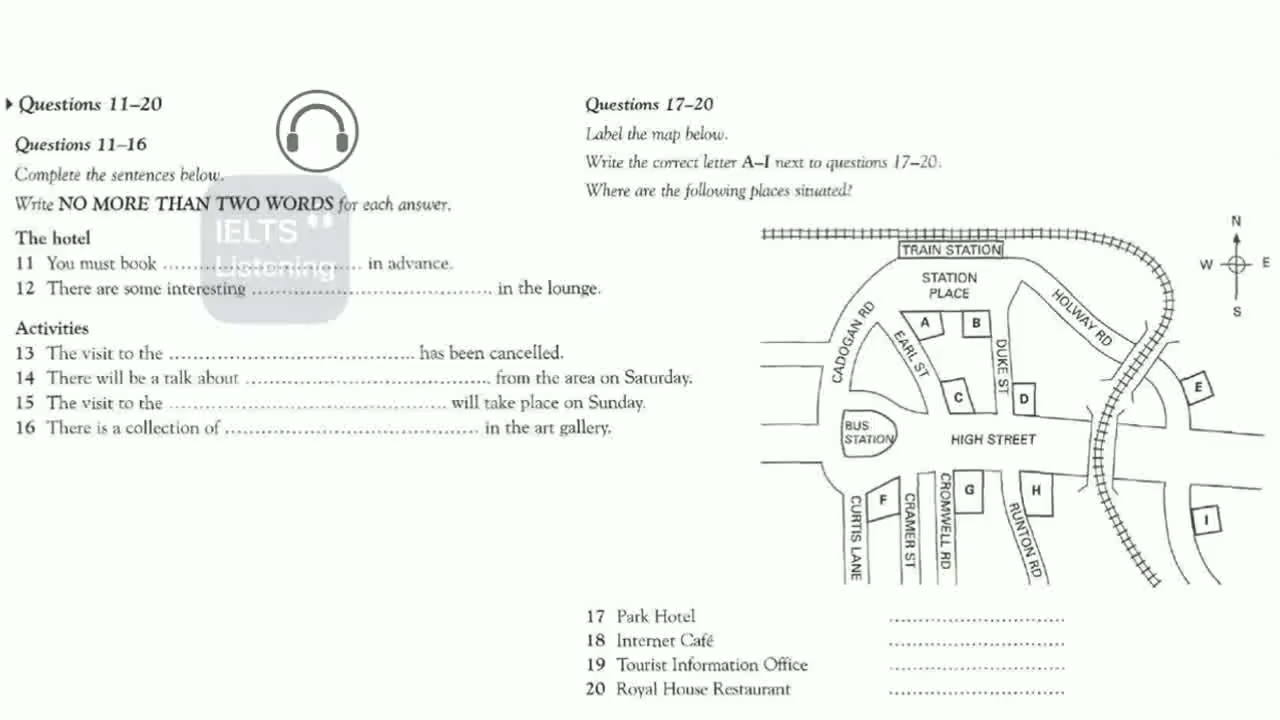 Questions 11–20
Questions 11–16
Complete the sentences below.
Write NO MORE THAN TWO WORDS for each answer.
IELTS
Listening
The hotel
11 You must book .......................................... in advance.
12 There are some interesting .................................................. in the lounge.
Activities
13 The visit to the .................................................. has been cancelled.
14 There will be a talk about .................................................. from the area on Saturday.
15 The visit to the ........................................................ will take place on Sunday.
16 There is a collection of .................................................... in the art gallery.
Questions 17–20
Label the map below.
Write the correct letter A–I next to questions 17–20.
Where are the following places situated?
N
W E
S
TRAIN STATION
STATION
PLACE
CADOGAN RD
EARL ST
DUKE ST
HOLWAY RD
A
B
C
D
E
BUS
STATION
HIGH STREET
F
G
H
I
CURTIS LANE
CRAMER ST
CROMWELL RD
RUNTON RD
17 Park Hotel ....................................
18 Internet Café ....................................
19 Tourist Information Office ....................................
20 Royal House Restaurant ....................................